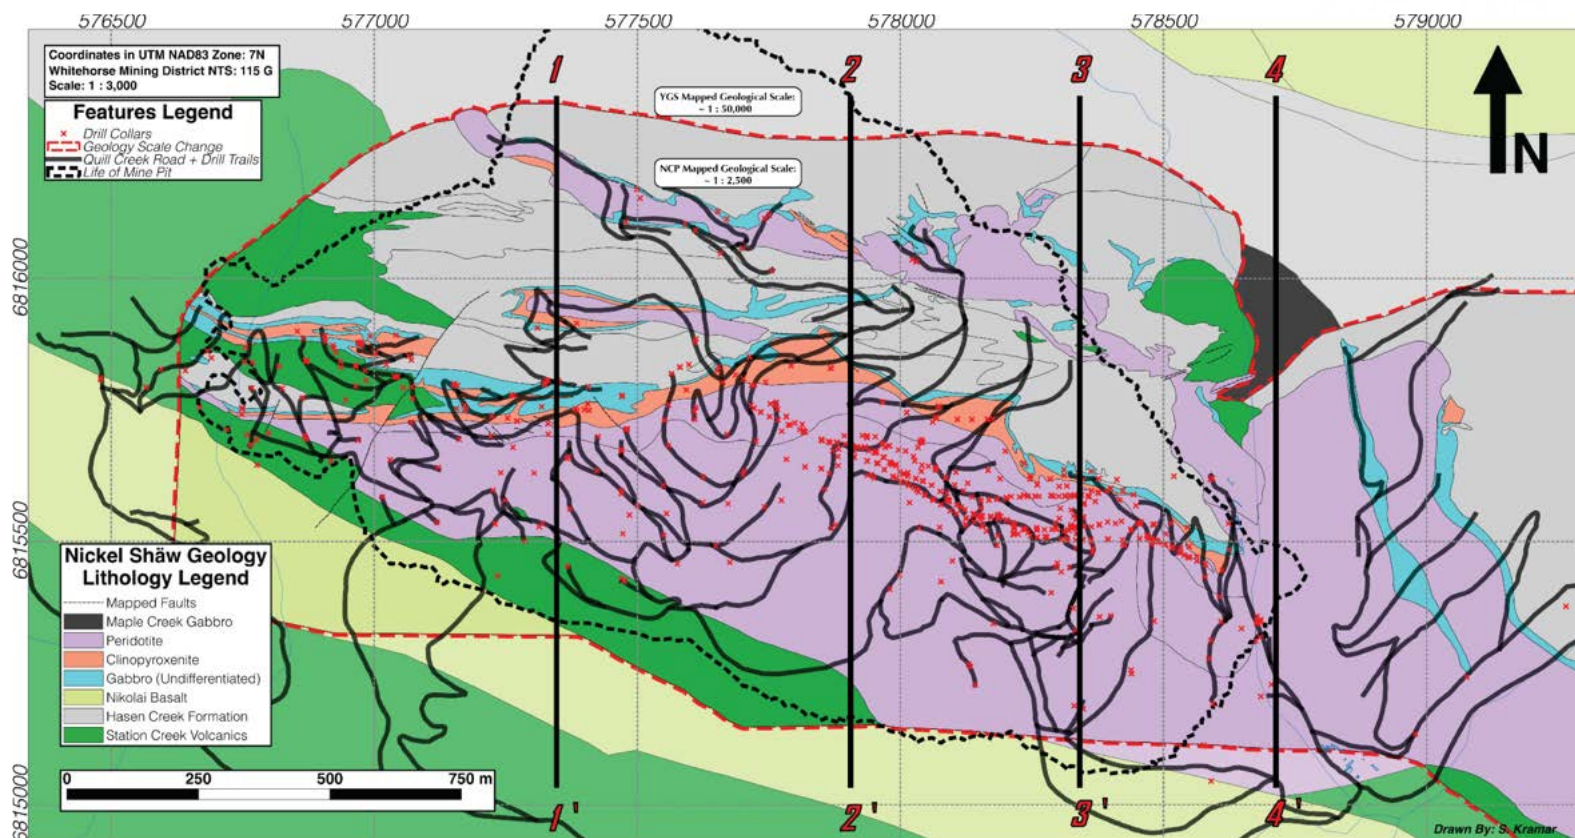 576500 577000 577500 578000 578500 579000
Coordinates in UTM NAD83 Zone: 7N
Whitehorse Mining District NTS: 115 G
Scale: 1 : 3,000
Features Legend
Drill Collars
Geology Scale Change
Quill Creek Road + Drill Trails
Life of Mine Pit
1 2 3 4
YGS Mapped Geological Scale:
~ 1 : 50,000
NCP Mapped Geological Scale:
~ 1 : 2,500
N
6816000
6815500
6815000
Nickel Shäw Geology
Lithology Legend
Mapped Faults
Maple Creek Gabbro
Peridotite
Clinopyroxenite
Gabbro (Undifferentiated)
Nikolai Basalt
Hasen Creek Formation
Station Creek Volcanics
0 250 500 750 m
1' 2' 3' 4'
Drawn By: S. Kramar